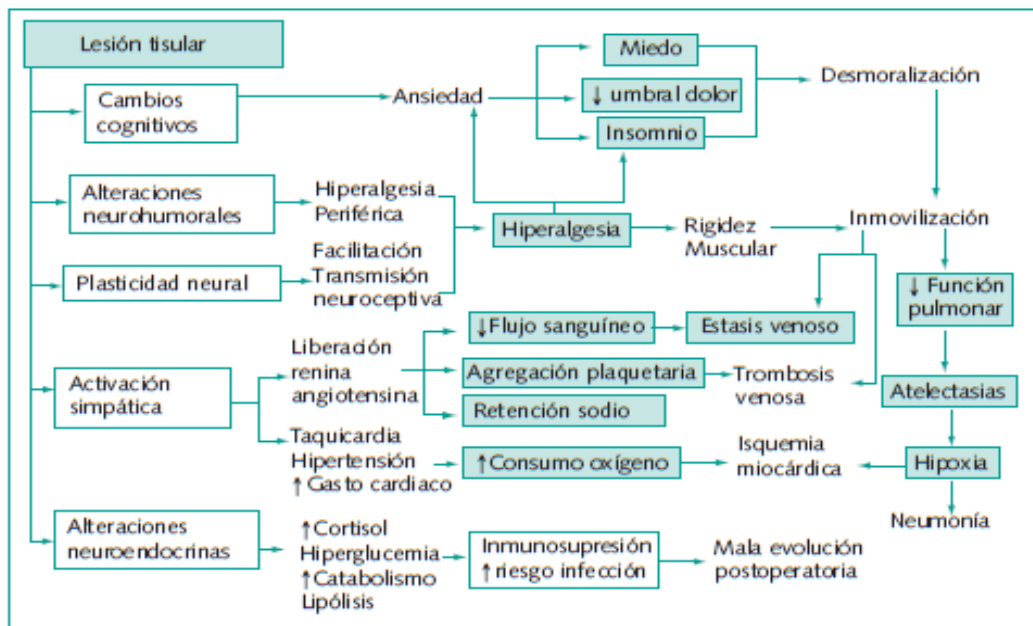 Lesión tisular
Cambios
cognitivos
Ansiedad
Miedo
↓ umbral dolor
Insomnio
Desmoralización
Alteraciones
neurohumorales
Hiperalgesia
Periférica
Plasticidad neural
Facilitación
Transmisión
neuroceptiva
Hiperalgesia
Rigidez
Muscular
Inmovilización
↓ Función
pulmonar
Atelectasias
Hipoxia
Neumonía
Activación
simpática
Liberación
renina
angiotensina
↓Flujo sanguíneo
Estasis venoso
Agregación plaquetaria
Trombosis
venosa
Retención sodio
Taquicardia
Hipertensión
↑ Gasto cardiaco
↑Consumo oxígeno
Isquemia
miocárdica
Alteraciones
neuroendocrinas
↑Cortisol
Hiperglucemia
↑Catabolismo
Lipólisis
Inmunosupresión
↑riesgo infección
Mala evolución
postoperatoria